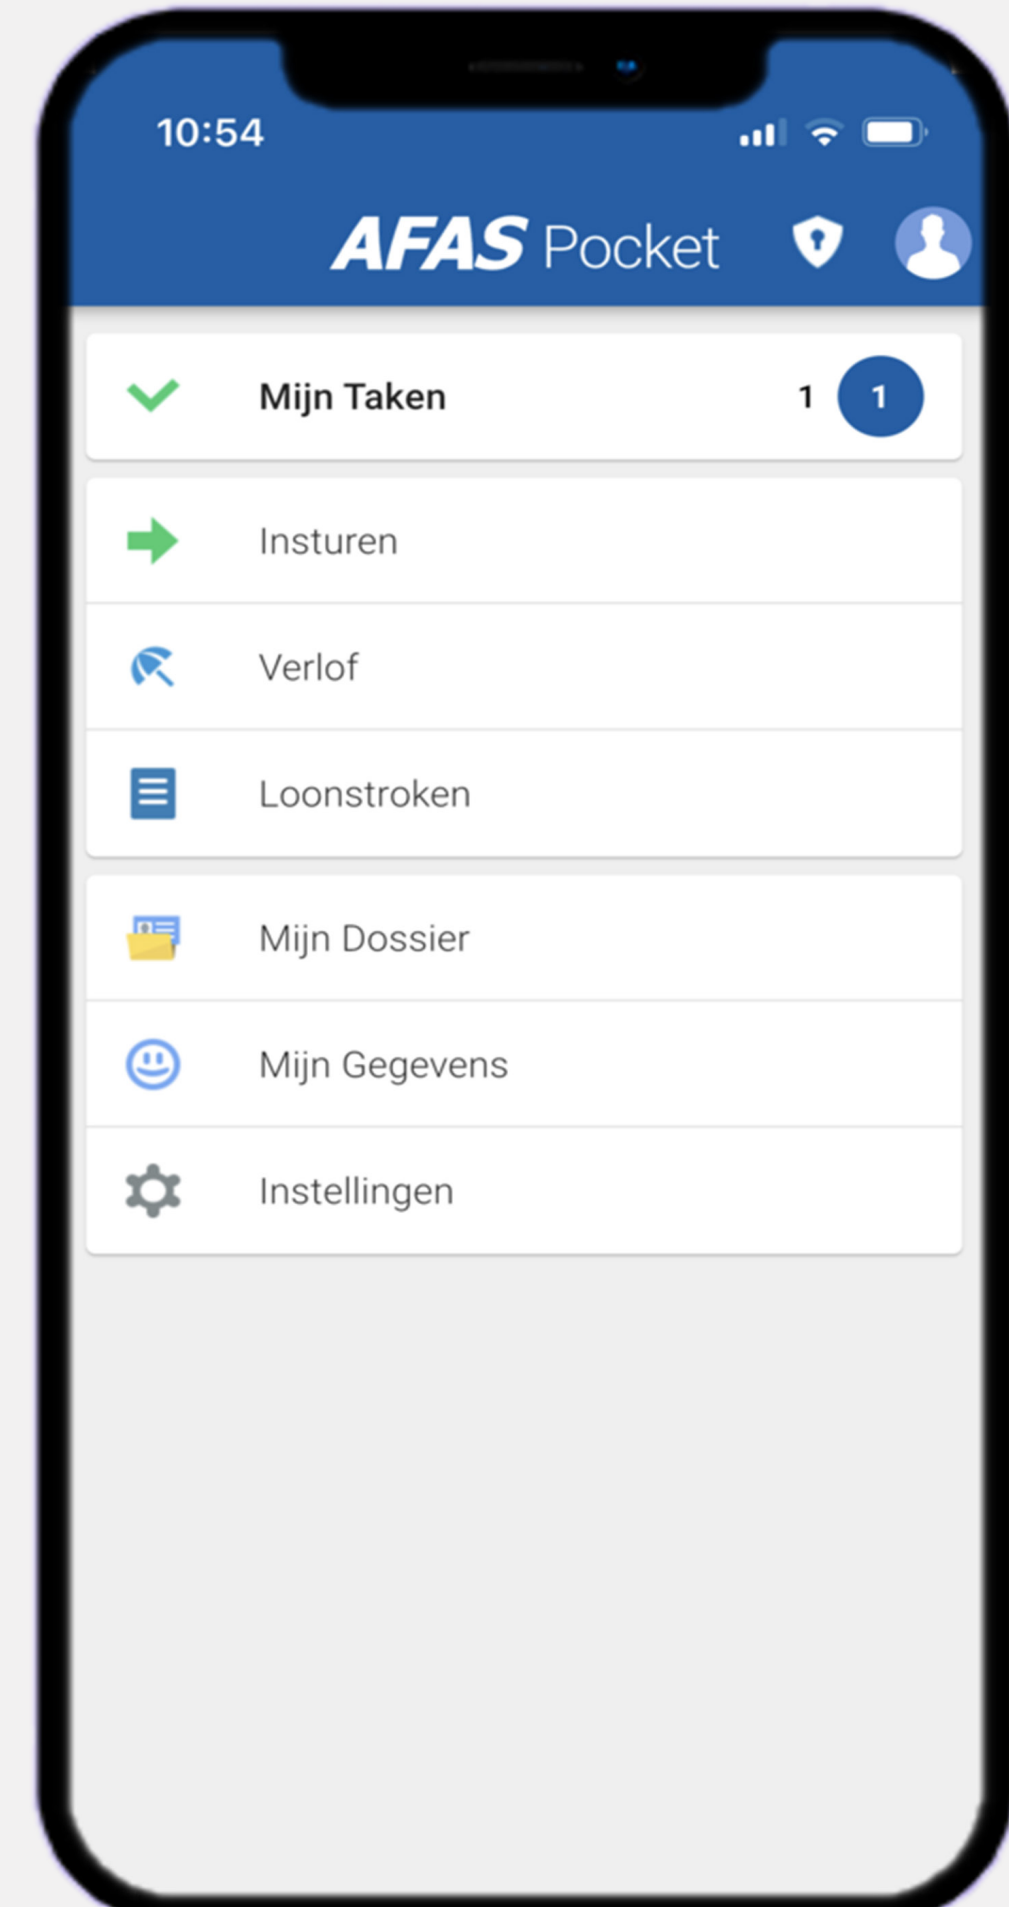 10:54
AFAS Pocket
Mijn Taken 1 1
Insturen
Verlof
Loonstroken
Mijn Dossier
Mijn Gegevens
Instellingen